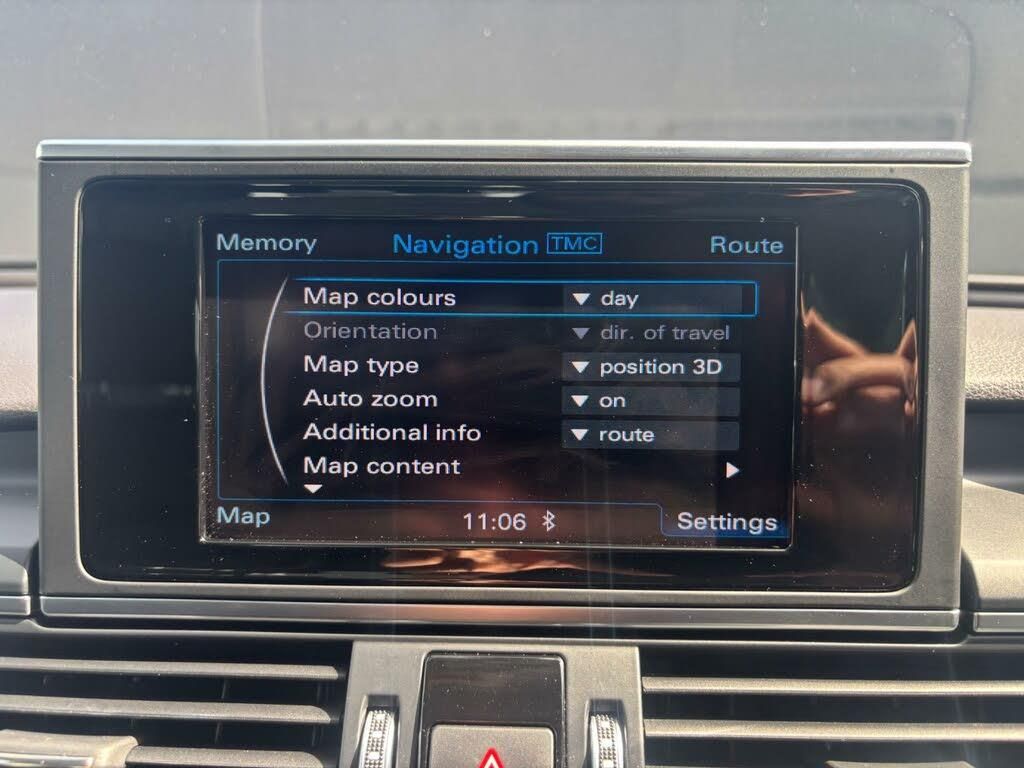 Memory Navigation TMC Route
Map colours day
Orientation dir. of travel
Map type position 3D
Auto zoom on
Additional info route
Map content
Map 11:06 Settings